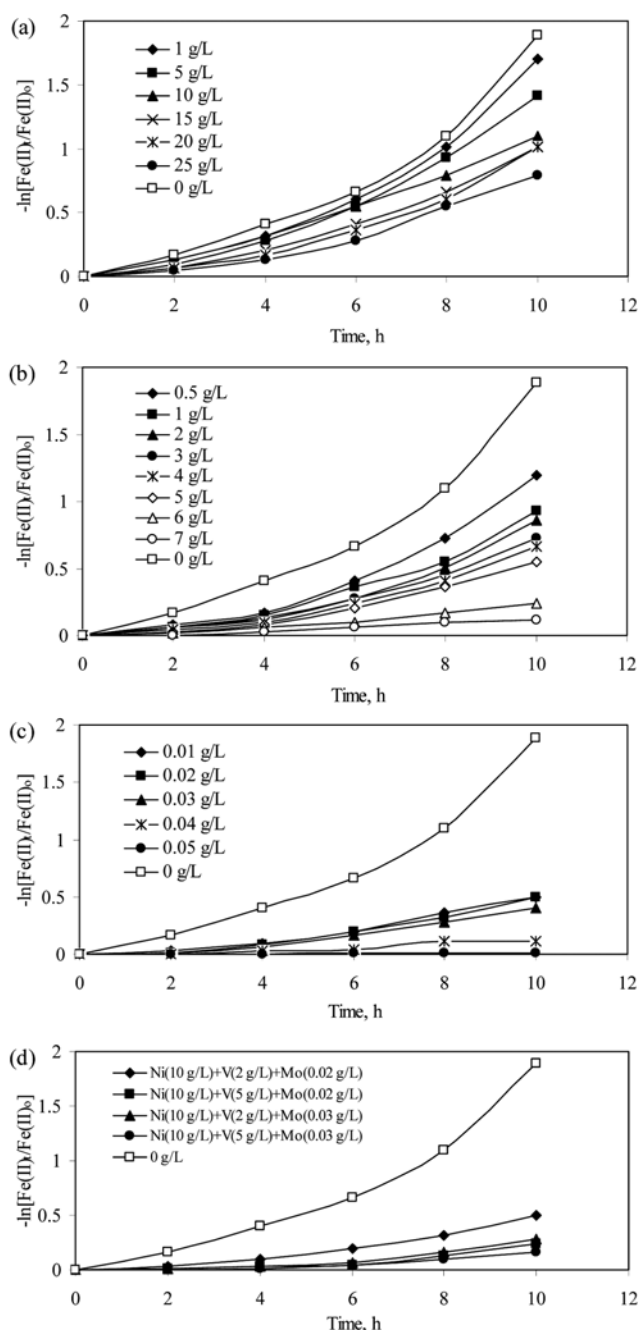 (a)
2
1.5
1
0.5
0
-ln[Fe(II)t/Fe(II)o]
1 g/L
5 g/L
10 g/L
15 g/L
20 g/L
25 g/L
0 g/L
0 2 4 6 8 10 12
Time, h
(b)
2
1.5
1
0.5
0
-ln[Fe(II)t/Fe(II)o]
0.5 g/L
1 g/L
2 g/L
3 g/L
4 g/L
5 g/L
6 g/L
7 g/L
0 g/L
0 2 4 6 8 10 12
Time, h
(c)
2
1.5
1
0.5
0
-ln[Fe(II)t/Fe(II)o]
0.01 g/L
0.02 g/L
0.03 g/L
0.04 g/L
0.05 g/L
0 g/L
0 2 4 6 8 10 12
Time, h
(d)
2
1.5
1
0.5
0
-ln[Fe(II)t/Fe(II)o]
Ni(10 g/L)+V(2 g/L)+Mo(0.02 g/L)
Ni(10 g/L)+V(5 g/L)+Mo(0.02 g/L)
Ni(10 g/L)+V(2 g/L)+Mo(0.03 g/L)
Ni(10 g/L)+V(5 g/L)+Mo(0.03 g/L)
0 g/L
0 2 4 6 8 10 12
Time, h